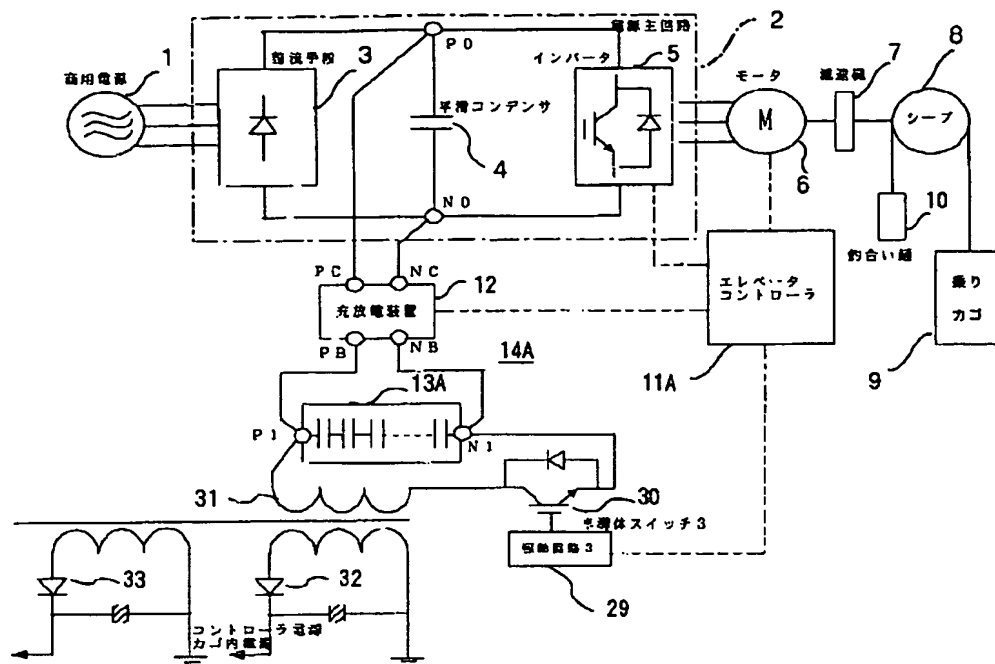 1
商用電源
整流手段
3
P0
平滑コンデンサ
4
N0
電源主回路
2
インバータ
5
モータ
M
6
減速機
7
8
シーブ
10
釣合い錘
乗り
カゴ
9
エレベータ
コントローラ
11A
PC
NC
12
充放電装置
PB
NB
14A
13A
P1
N1
31
30
半導体スイッチ3
駆動回路3
29
33
32
コントローラ電源
カゴ内電源